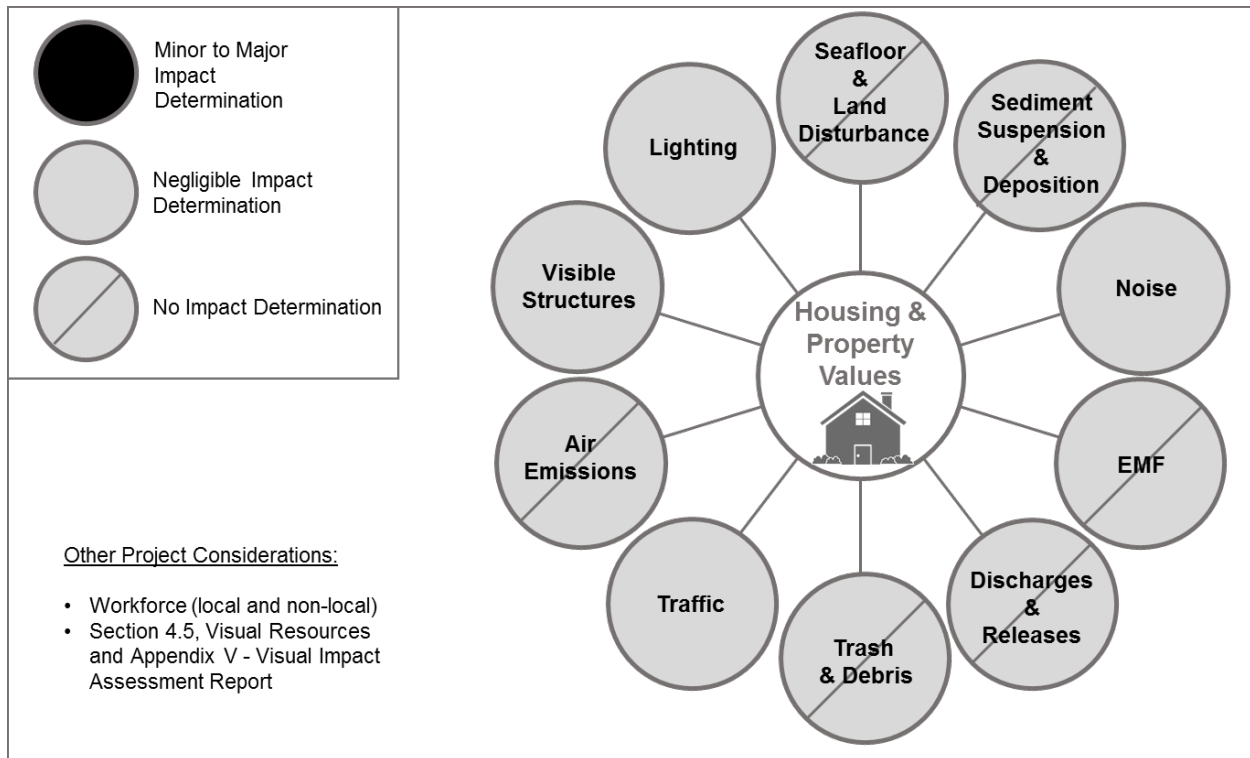 Minor to Major
Impact
Determination
Negligible Impact
Determination
No Impact Determination
Other Project Considerations:
• Workforce (local and non-local)
• Section 4.5, Visual Resources
and Appendix V - Visual Impact
Assessment Report
Housing &
Property
Values
Seafloor
&
Land
Disturbance
Sediment
Suspension
&
Deposition
Noise
EMF
Discharges
&
Releases
Trash
& Debris
Traffic
Air
Emissions
Visible
Structures
Lighting